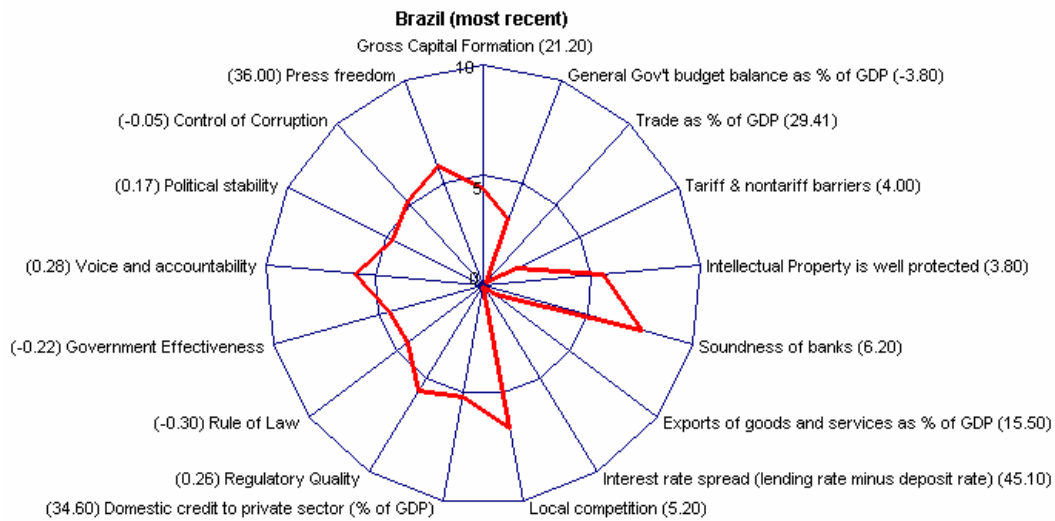 Brazil (most recent)
Gross Capital Formation (21.20)
10
(36.00) Press freedom
General Gov't budget balance as % of GDP (-3.80)
(-0.05) Control of Corruption
Trade as % of GDP (29.41)
(0.17) Political stability
5
Tariff & nontariff barriers (4.00)
(0.28) Voice and accountability
0
Intellectual Property is well protected (3.80)
(-0.22) Government Effectiveness
Soundness of banks (6.20)
(-0.30) Rule of Law
Exports of goods and services as % of GDP (15.50)
(0.26) Regulatory Quality
Interest rate spread (lending rate minus deposit rate) (45.10)
(34.60) Domestic credit to private sector (% of GDP)
Local competition (5.20)